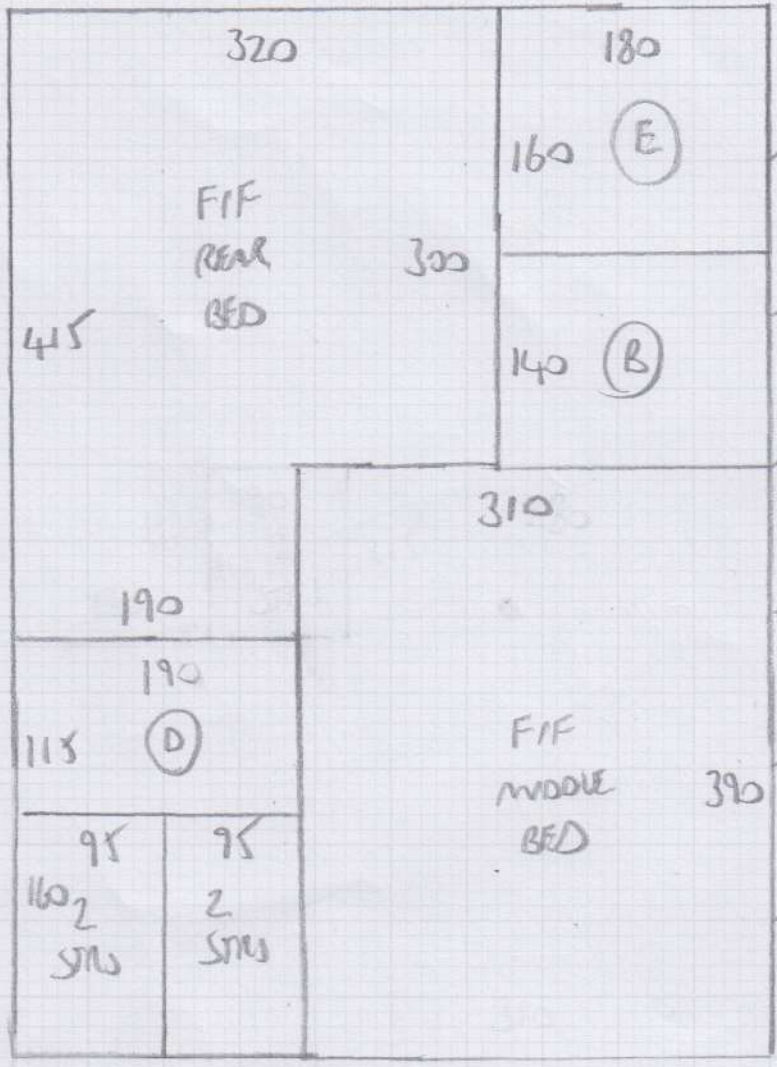 320
180
160 E
F/F
REAR
BED
300
415
140 B
310
190
190
115 D
F/F
MIDDLE
BED
390
95
95
160 2
STRS
2
STRS